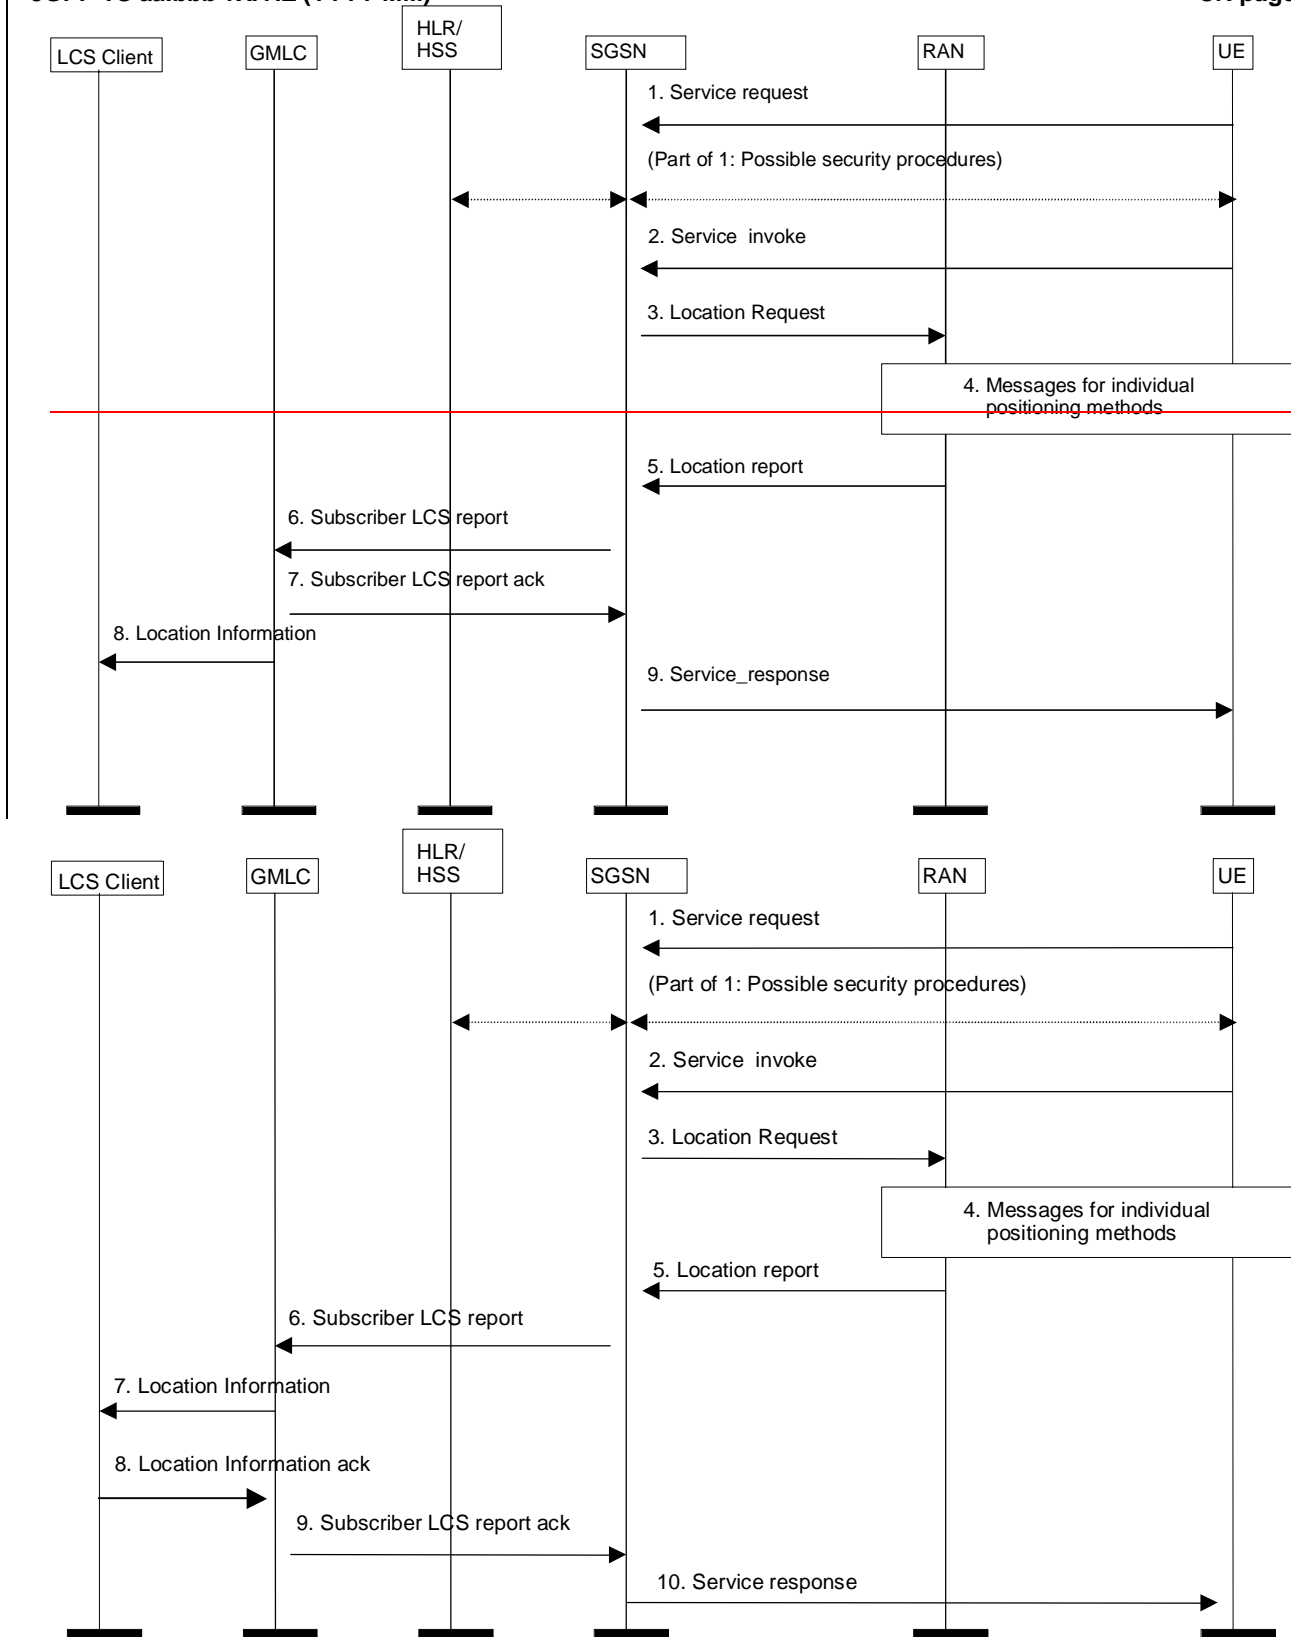 HLR/
HSS
LCS Client
GMLC
SGSN
RAN
UE
1. Service request
(Part of 1: Possible security procedures)
2. Service  invoke
3. Location Request
4. Messages for individual
positioning methods
5. Location report
6. Subscriber LCS report
7. Subscriber LCS report ack
8. Location Information
9. Service_response
HLR/
HSS
LCS Client
GMLC
SGSN
RAN
UE
1. Service request
(Part of 1: Possible security procedures)
2. Service  invoke
3. Location Request
4. Messages for individual
positioning methods
5. Location report
6. Subscriber LCS report
7. Location Information
8. Location Information ack
9. Subscriber LCS report ack
10. Service response